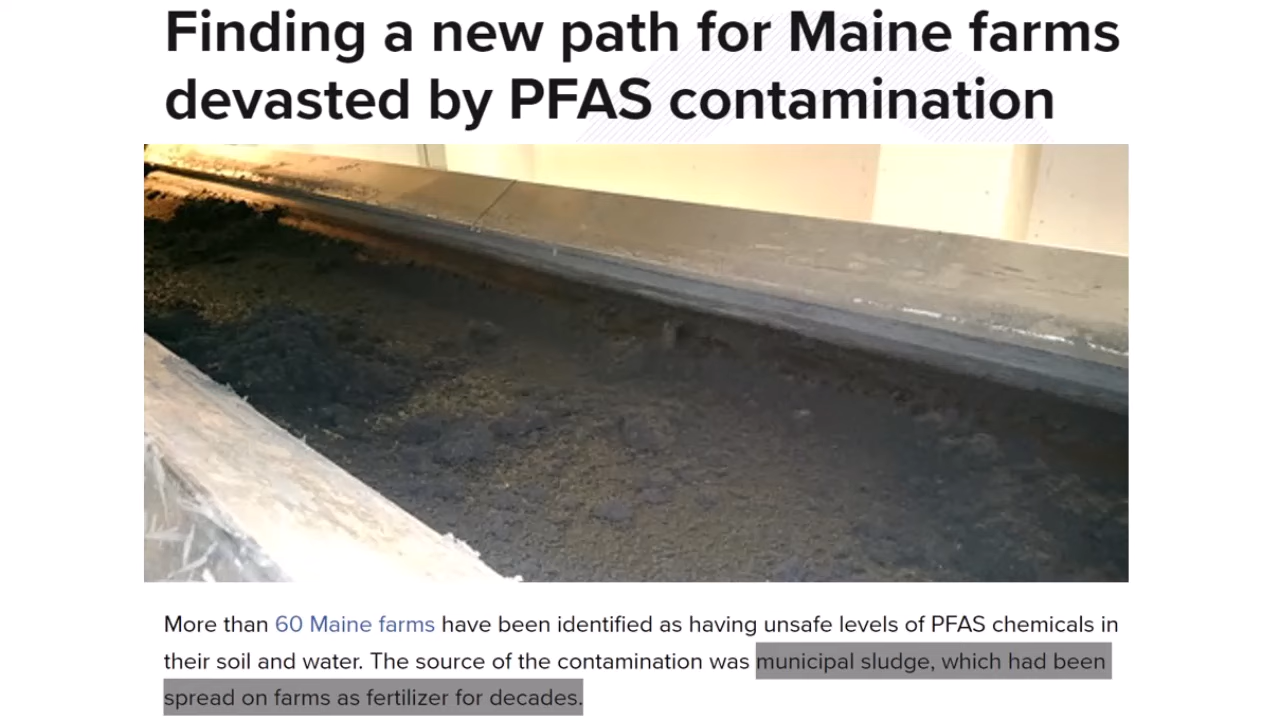 Finding a new path for Maine farms
devasted by PFAS contamination
More than 60 Maine farms have been identified as having unsafe levels of PFAS chemicals in
their soil and water. The source of the contamination was municipal sludge, which had been
spread on farms as fertilizer for decades.